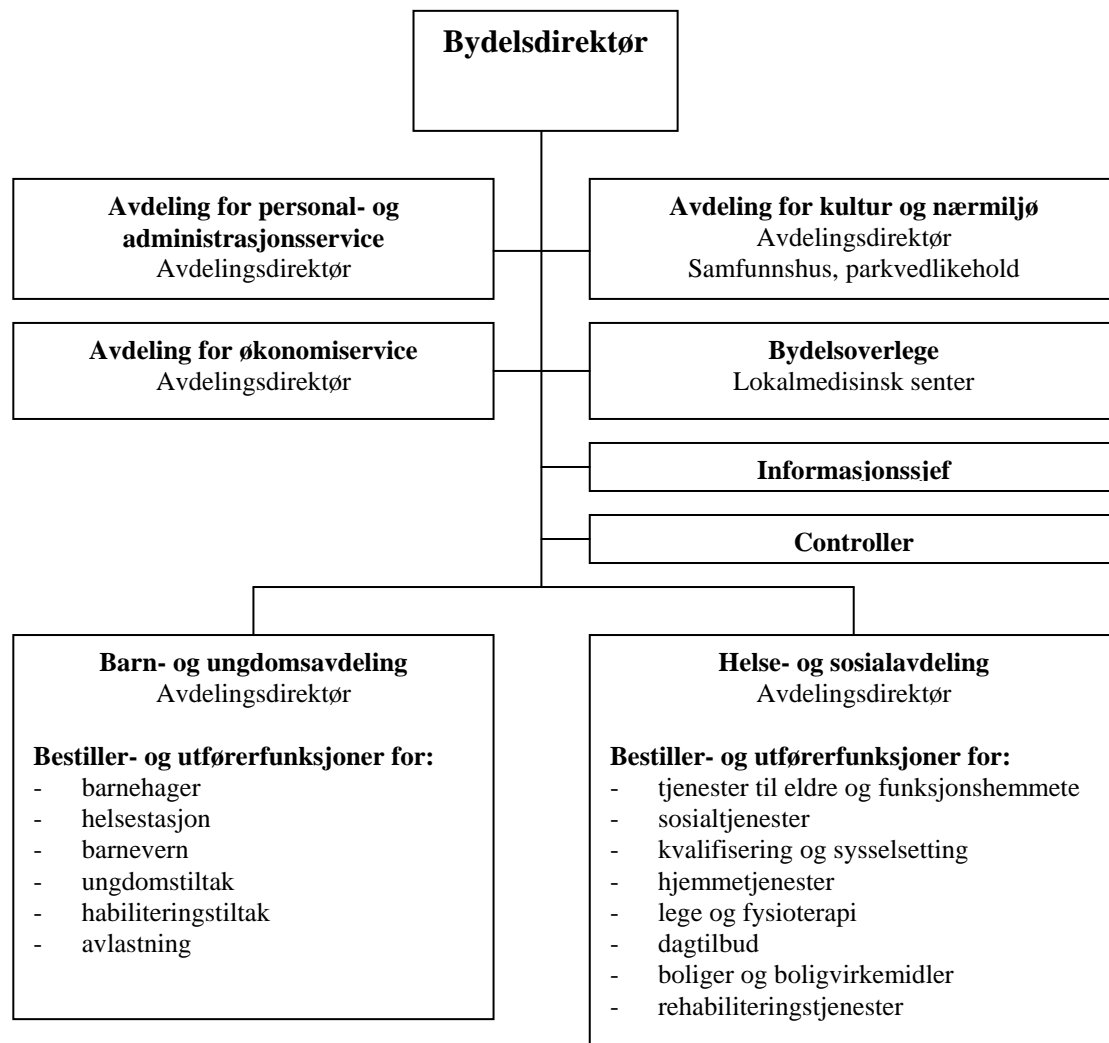 Bydelsdirektør
Avdeling for personal- og
administrasjonsservice
Avdelingsdirektør
Avdeling for kultur og nærmiljø
Avdelingsdirektør
Samfunnshus, parkvedlikehold
Avdeling for økonomiservice
Avdelingsdirektør
Bydelsoverlege
Lokalmedisinsk senter
Informasjonssjef
Controller
Barn- og ungdomsavdeling
Avdelingsdirektør
Bestiller- og utførerfunksjoner for:
- barnehager
- helsestasjon
- barnevern
- ungdomstiltak
- habiliteringstiltak
- avlastning
Helse- og sosialavdeling
Avdelingsdirektør
Bestiller- og utførerfunksjoner for:
- tjenester til eldre og funksjonshemmete
- sosialtjenester
- kvalifisering og sysselsetting
- hjemmetjenester
- lege og fysioterapi
- dagtilbud
- boliger og boligvirkemidler
- rehabiliteringstjenester